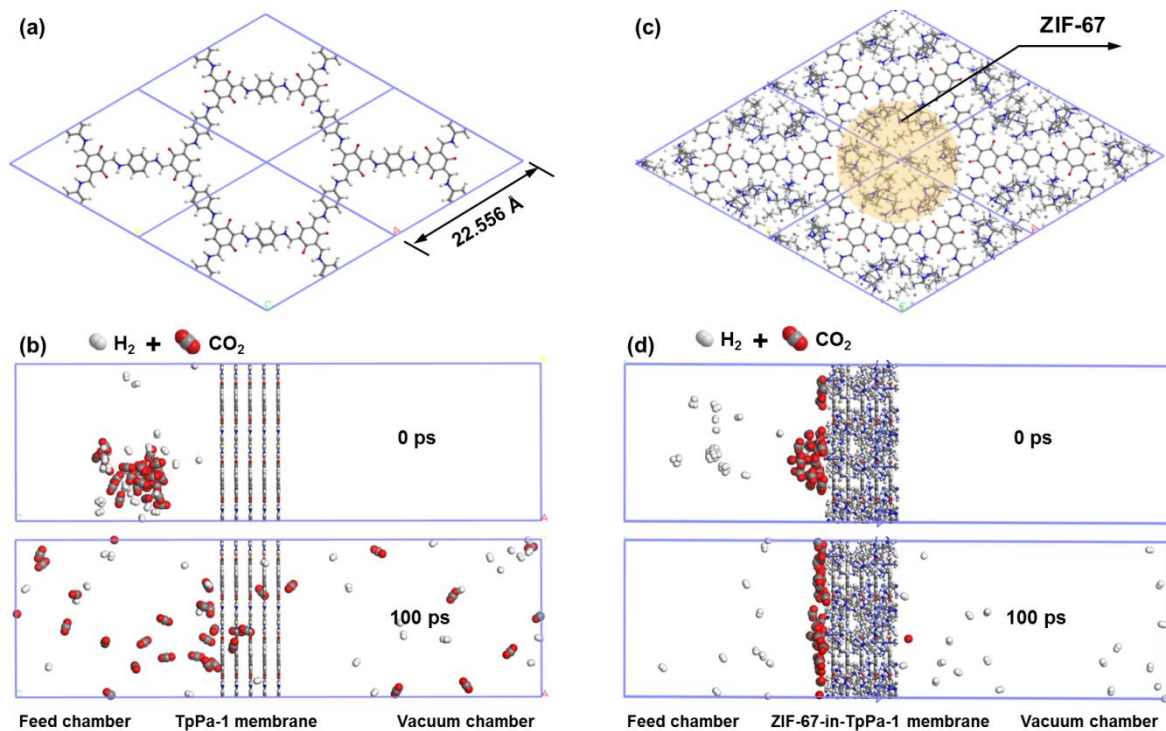 (a)
22.556 Å
(b)
H₂ + CO₂
0 ps
100 ps
Feed chamber TpPa-1 membrane Vacuum chamber
(c)
ZIF-67
(d)
H₂ + CO₂
0 ps
100 ps
Feed chamber ZIF-67-in-TpPa-1 membrane Vacuum chamber